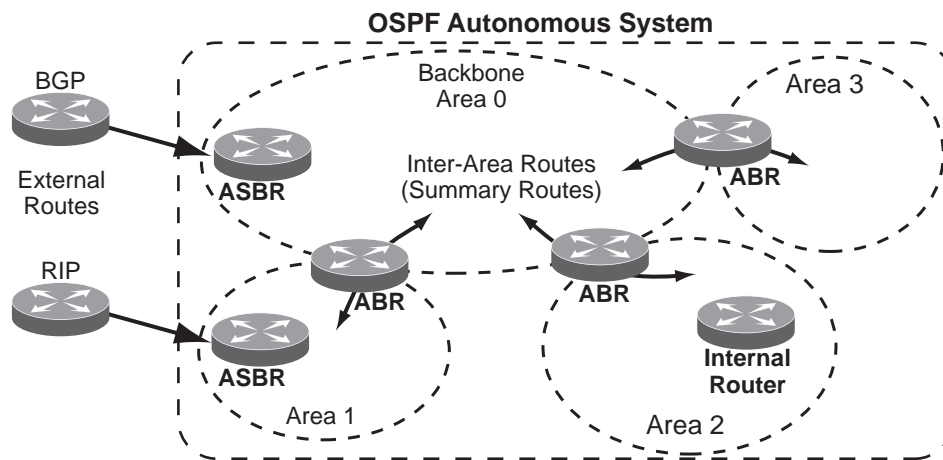 OSPF Autonomous System
BGP
External
Routes
RIP
Backbone
Area 0
ASBR
Inter-Area Routes
(Summary Routes)
ABR
Area 3
ABR
ABR
ASBR
Area 1
Internal
Router
Area 2